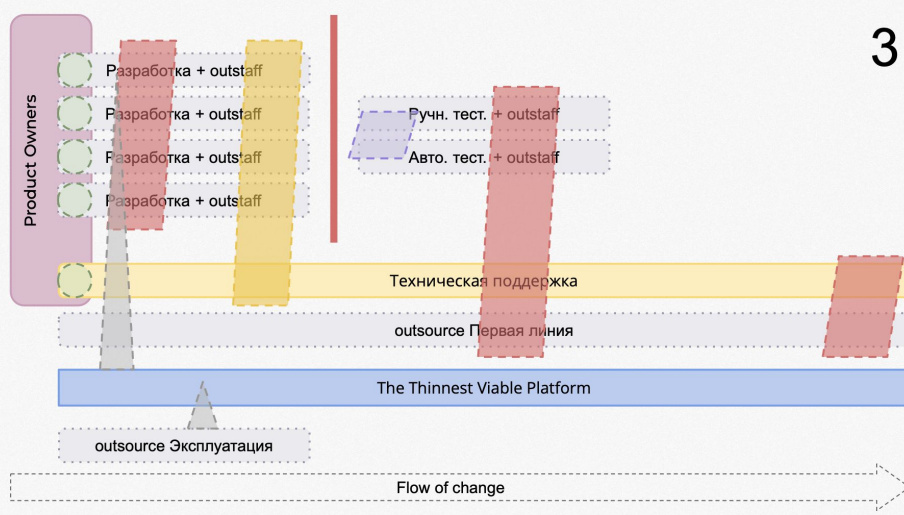 3
Product Owners
Разработка + outstaff
Разработка + outstaff
Разработка + outstaff
Разработка + outstaff
Ручн. тест. + outstaff
Авто. тест. + outstaff
Техническая поддержка
outsource Первая линия
The Thinnest Viable Platform
outsource Эксплуатация
Flow of change